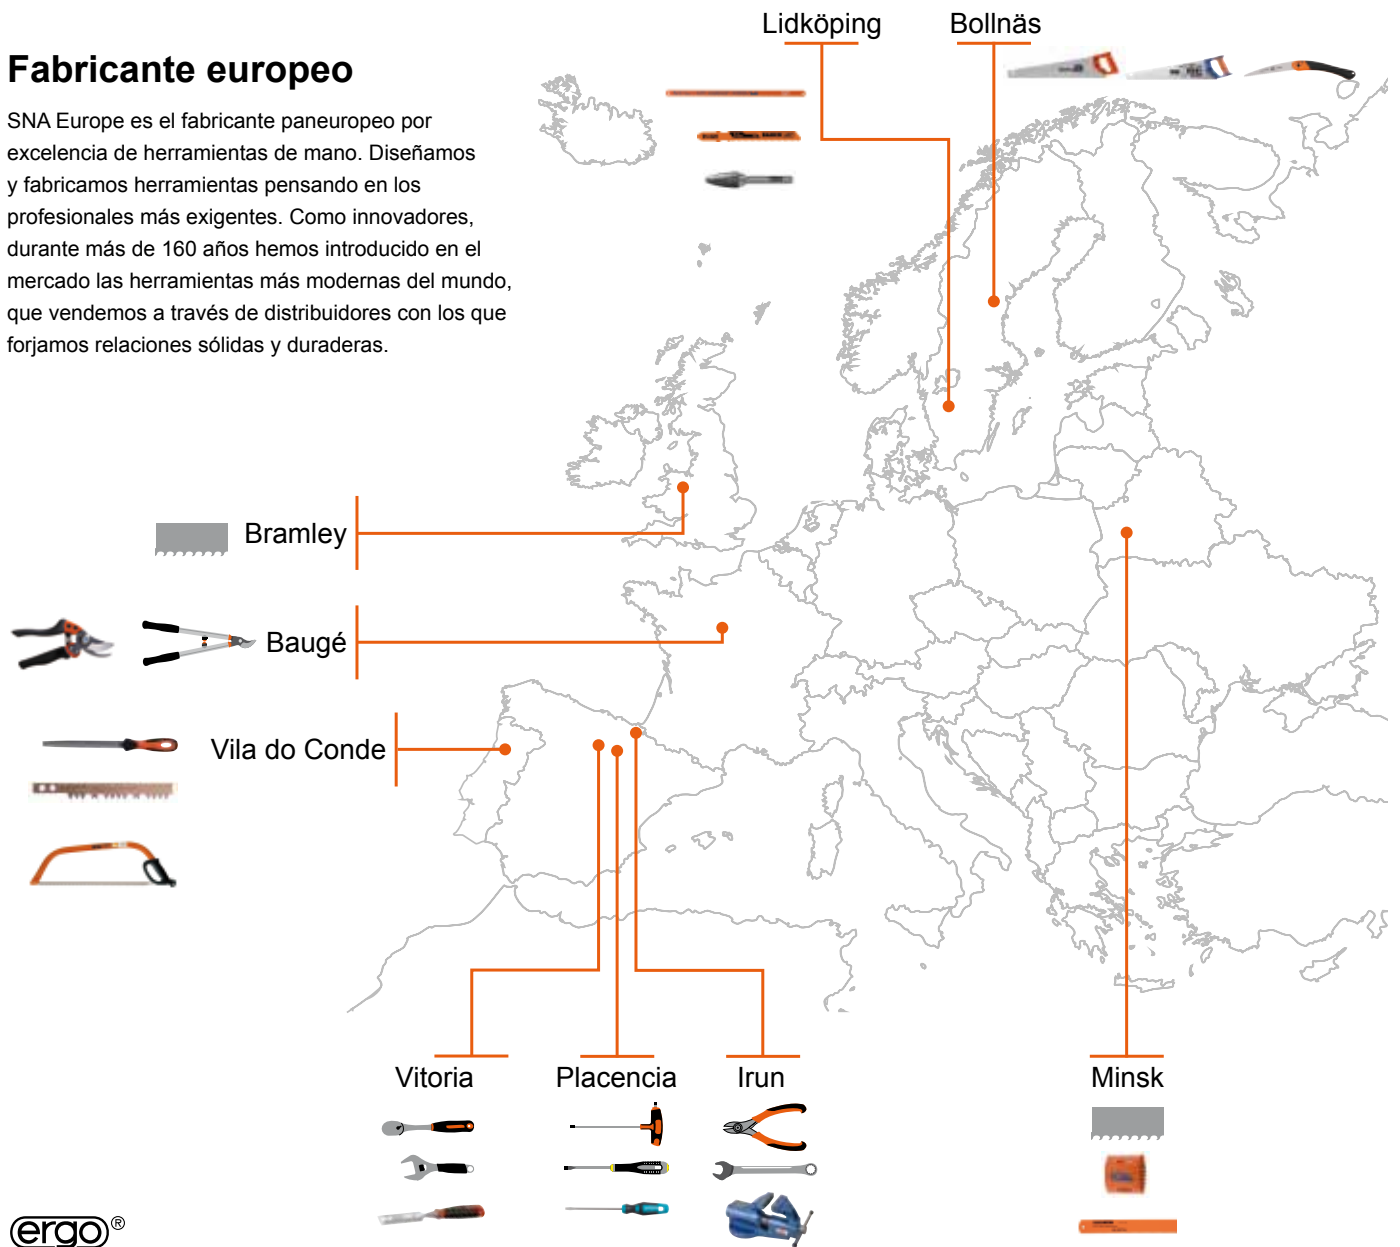 Lidköping
Bollnäs
Fabricante europeo
SNA Europe es el fabricante paneuropeo por
excelencia de herramientas de mano. Diseñamos
y fabricamos herramientas pensando en los
profesionales más exigentes. Como innovadores,
durante más de 160 años hemos introducido en el
mercado las herramientas más modernas del mundo,
que vendemos a través de distribuidores con los que
forjamos relaciones sólidas y duraderas.
Bramley
Baugé
Vila do Conde
Vitoria
Placencia
Irun
Minsk
ergo®